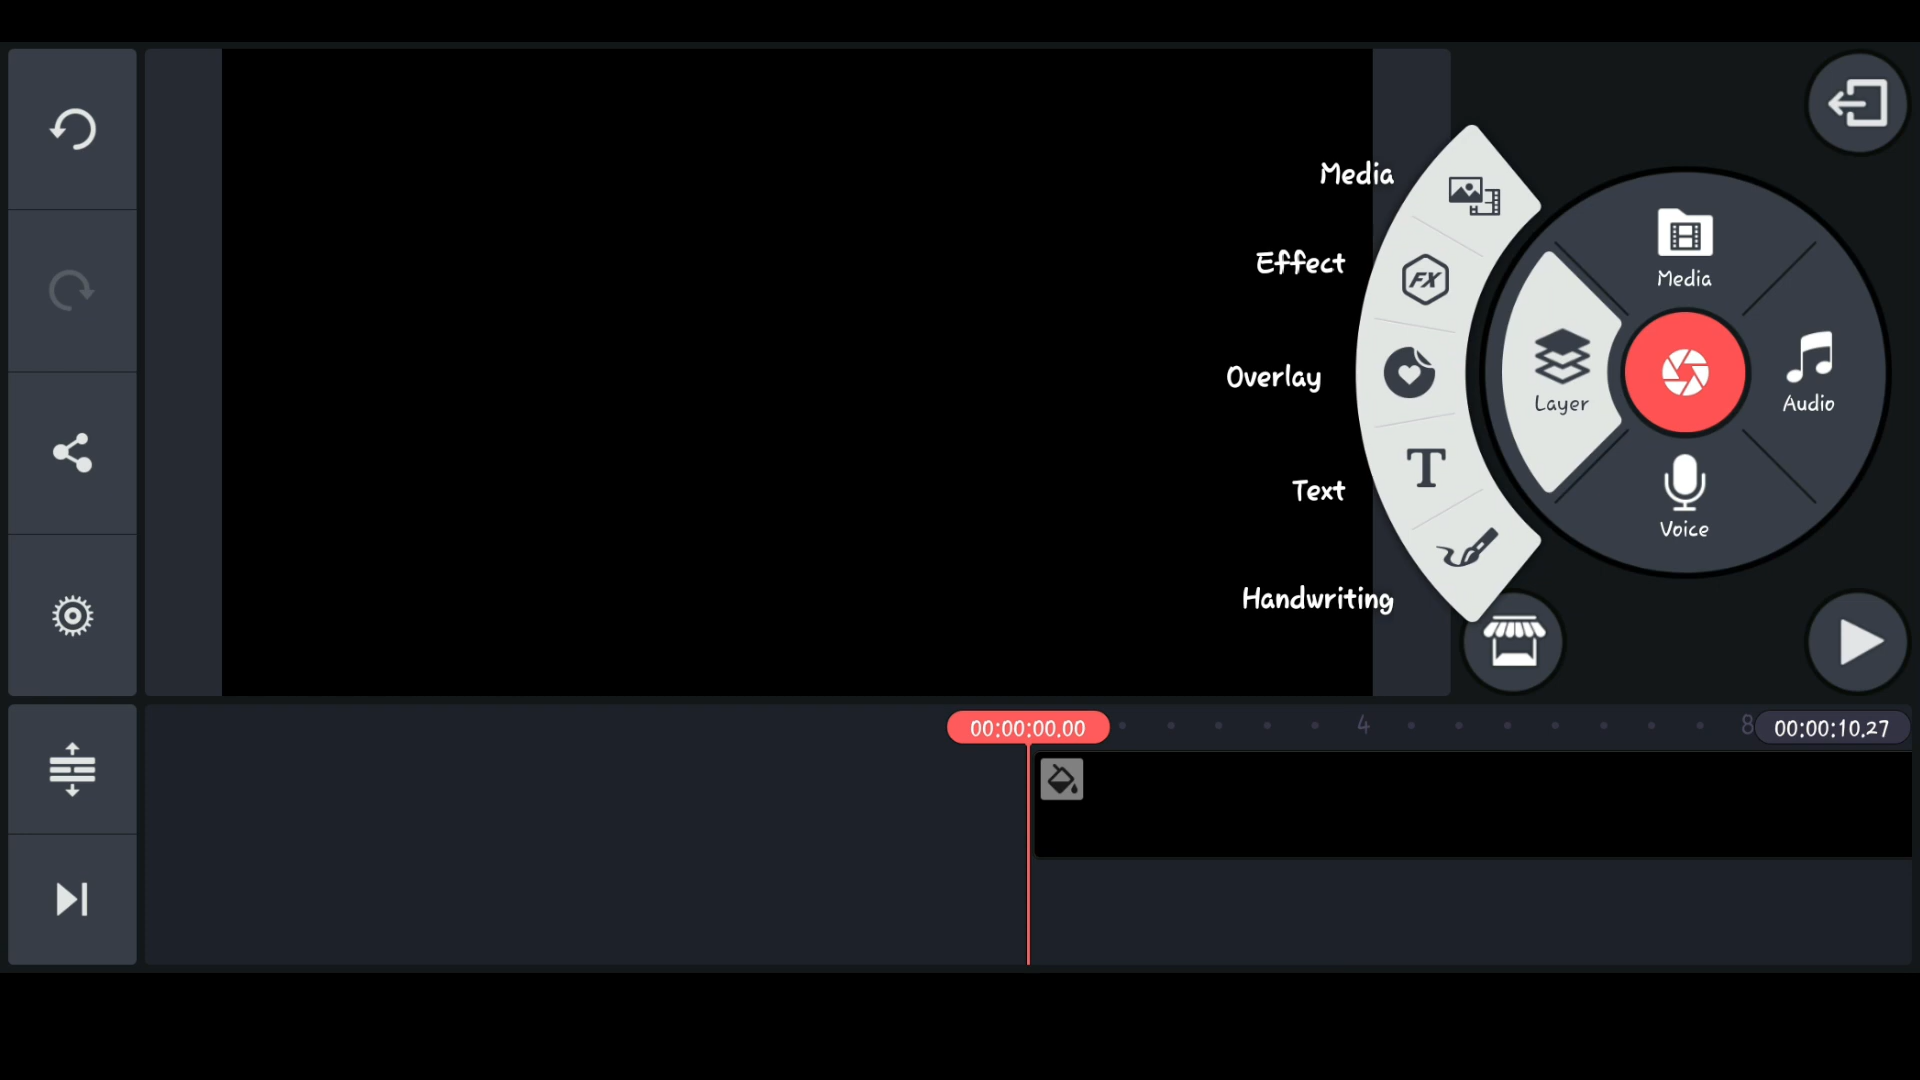 Media
Effect
Overlay
Text
Handwriting
Media
Layer
Audio
Voice
00:00:00.00
4
8
00:00:10.27
FX
T